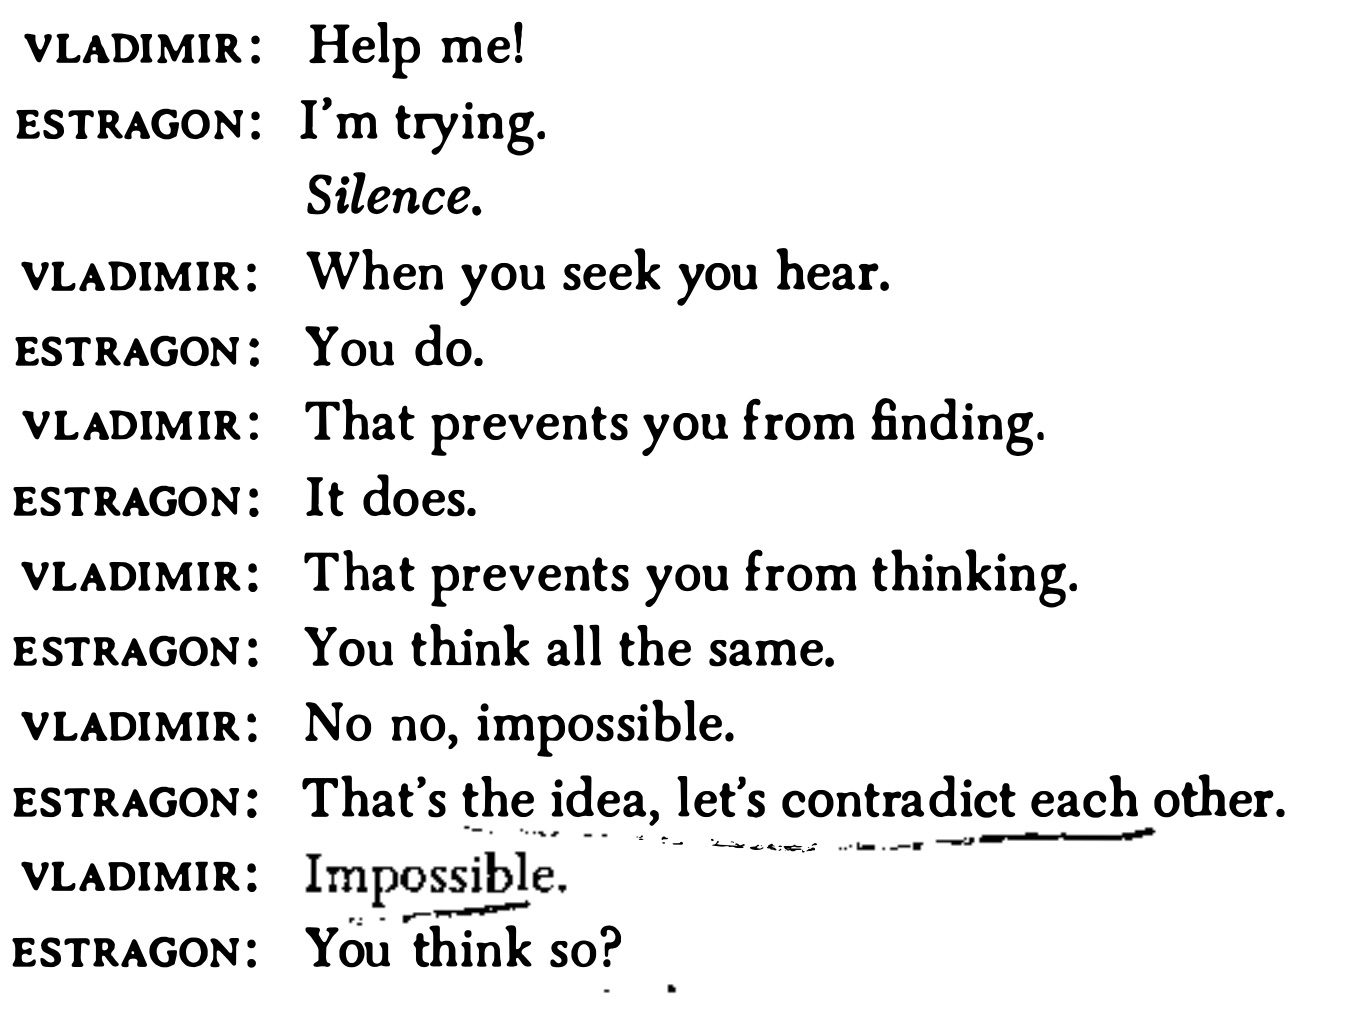 VLADIMIR: Help me!
ESTRAGON: I'm trying.
Silence.
VLADIMIR: When you seek you hear.
ESTRAGON: You do.
VLADIMIR: That prevents you from finding.
ESTRAGON: It does.
VLADIMIR: That prevents you from thinking.
ESTRAGON: You think all the same.
VLADIMIR: No no, impossible.
ESTRAGON: That's the idea, let's contradict each other.
VLADIMIR: Impossible.
ESTRAGON: You think so?